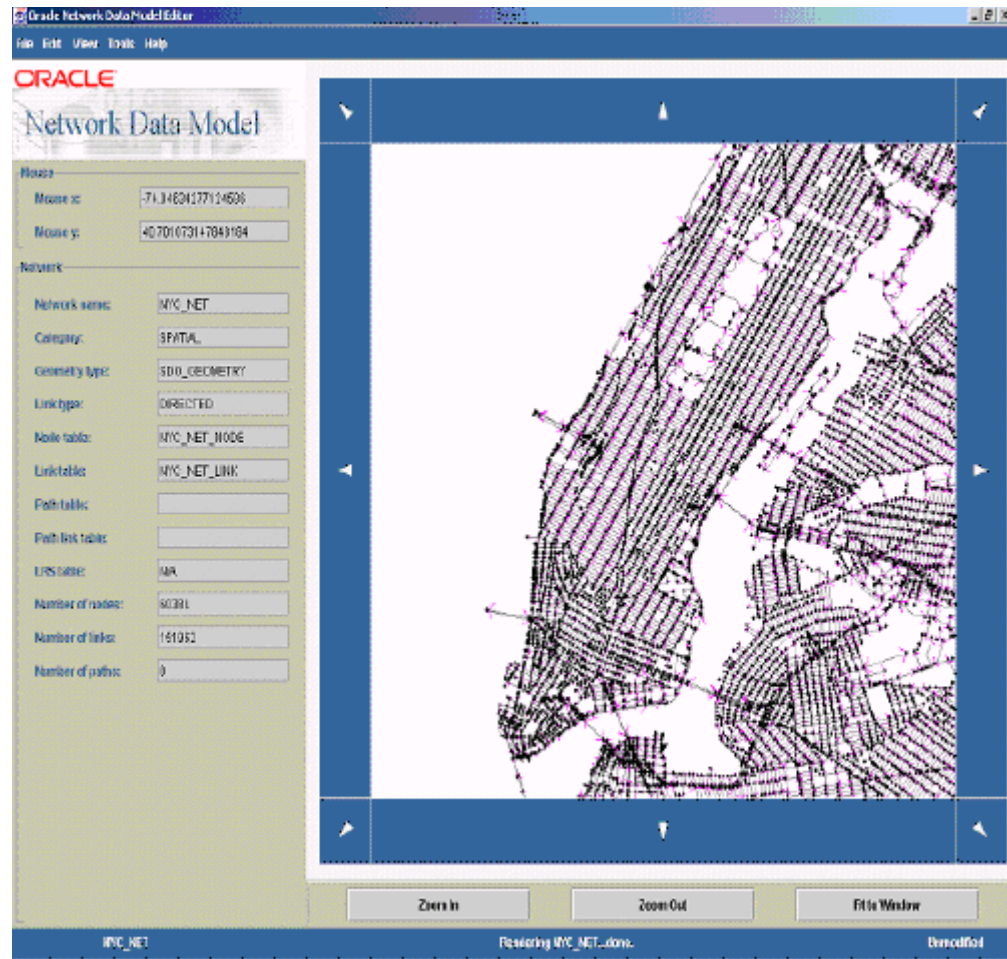 Oracle Network Data Model Editor
File Edit View Tools Help
ORACLE
Network Data Model
Mouse
Mouse x:
Mouse y:
Network
Network name: NYC_NET
Category: SPATIAL
Geometry type: SDO_GEOMETRY
Link type: DIRECTED
Node table: NYC_NET_NODE
Link table: NYC_NET_LINK
Path table:
Path link table:
LRS table: N/A
Number of nodes:
Number of links:
Number of paths: 0
Zoom In Zoom Out Fit to Window
NYC_NET Rendering NYC_NET...done. Unmodified